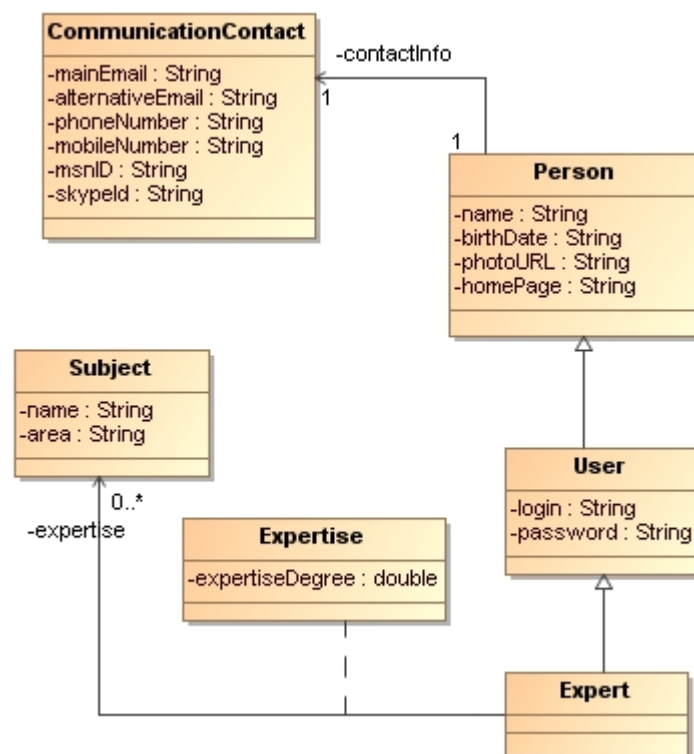 CommunicationContact
-mainEmail : String
-alternativeEmail : String
-phoneNumber : String
-mobileNumber : String
-msnID : String
-skypeId : String
-contactInfo
1
1
Person
-name : String
-birthDate : String
-photoURL : String
-homePage : String
Subject
-name : String
-area : String
0..*
-expertise
Expertise
-expertiseDegree : double
User
-login : String
-password : String
Expert